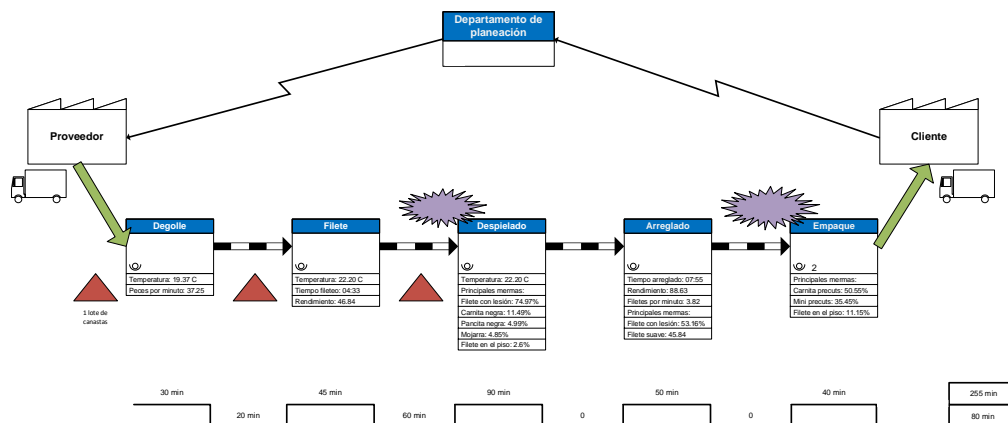 Departamento de
planeación
Proveedor
Cliente
Degolle
Temperatura: 19.37 C
Peces por minuto: 37.25
Filete
Temperatura: 22.20 C
Tiempo fileteo: 04:33
Rendimiento: 46.84
Despielado
Temperatura: 22.20 C
Principales mermas:
Filete con lesión: 74.97%
Carnita negra: 11.49%
Pancita negra: 4.99%
Mojarra: 4.85%
Filete en el piso: 2.6%
Arreglado
Tiempo arreglado: 07:55
Rendimiento: 88.63
Filetes por minuto: 3.82
Principales mermas:
Filete con lesión: 53.16%
Filete suave: 45.84
Empaque
2
Principales mermas:
Carnita precuts: 50.55%
Mini precuts: 35.45%
Filete en el piso: 11.15%
1 lote de
canastas
30 min
45 min
90 min
50 min
40 min
255 min
20 min
60 min
0
0
80 min